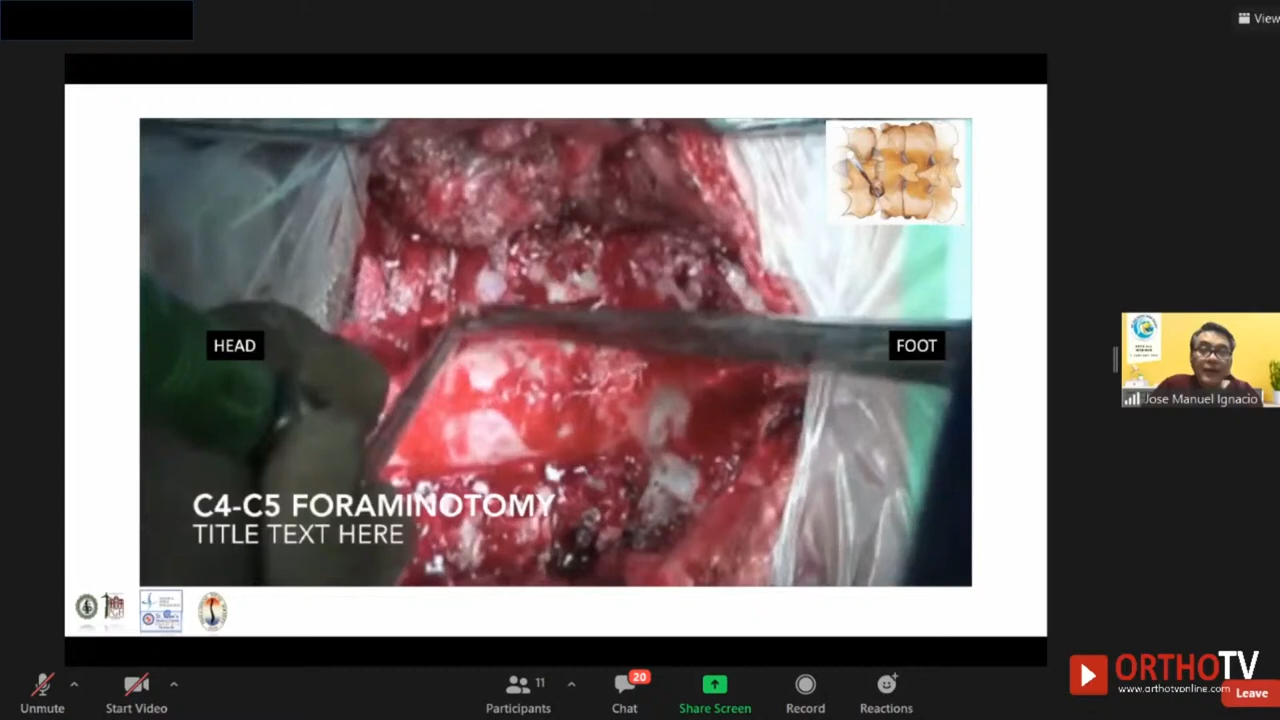 View
HEAD
FOOT
C4-C5 FORAMINOTOMY
TITLE TEXT HERE
Jose Manuel Ignacio
Unmute
Start Video
Participants
11
Chat
20
Share Screen
Record
Reactions
ORTHOTV
www.orthotvonline.com
Leave